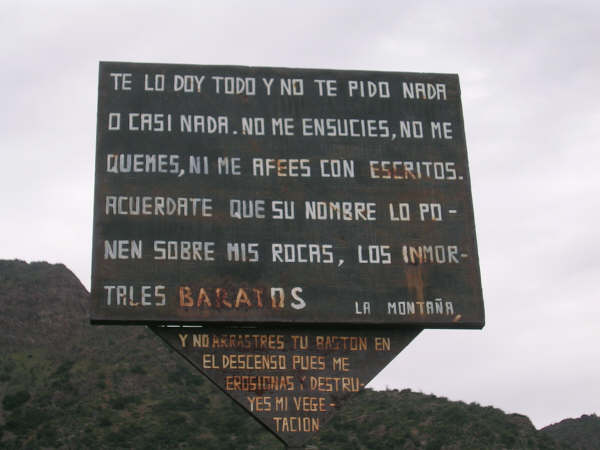 TE LO DOY TODO Y NO TE PIDO NADA
O CASI NADA. NO ME ENSUCIES, NO ME
QUEMES, NI ME AFEES CON ESCRITOS.
ACUERDATE QUE SU NOMBRE LO PO-
NEN SOBRE MIS ROCAS, LOS INMOR-
TALES BARATOS LA MONTAÑA
Y NO ARRASTRES TU BASTON EN
EL DESCENSO PUES ME
EROSIONAS Y DESTRU-
YES MI VEGE-
TACION